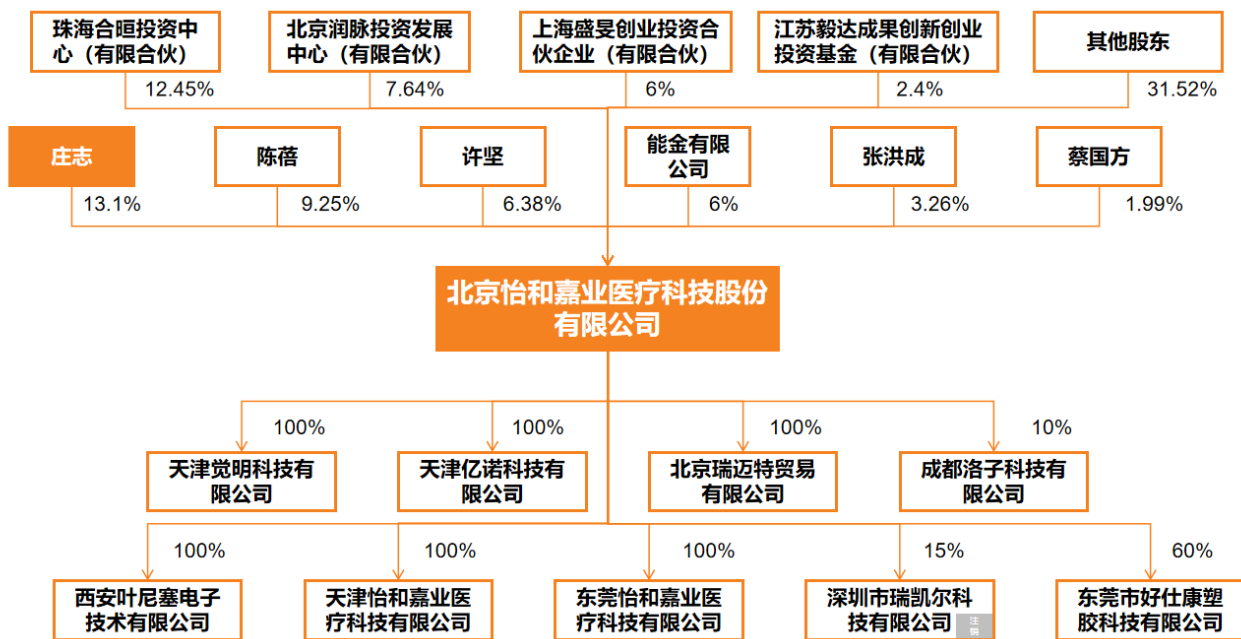 珠海合晅投资中
心（有限合伙）
北京润脉投资发展
中心（有限合伙）
上海盛旻创业投资合
伙企业（有限合伙）
江苏毅达成果创新创业
投资基金（有限合伙）
其他股东
12.45%
7.64%
6%
2.4%
31.52%
庄志
陈蓓
许坚
能金有限
公司
张洪成
蔡国方
13.1%
9.25%
6.38%
6%
3.26%
1.99%
北京怡和嘉业医疗科技股份
有限公司
100%
100%
100%
10%
天津觉明科技有
限公司
天津亿诺科技有
限公司
北京瑞迈特贸易
有限公司
成都洛子科技有
限公司
100%
100%
100%
15%
60%
西安叶尼塞电子
技术有限公司
天津怡和嘉业医
疗科技有限公司
东莞怡和嘉业医
疗科技有限公司
深圳市瑞凯尔科
技有限公司
注
销
东莞市好仕康塑
胶科技有限公司